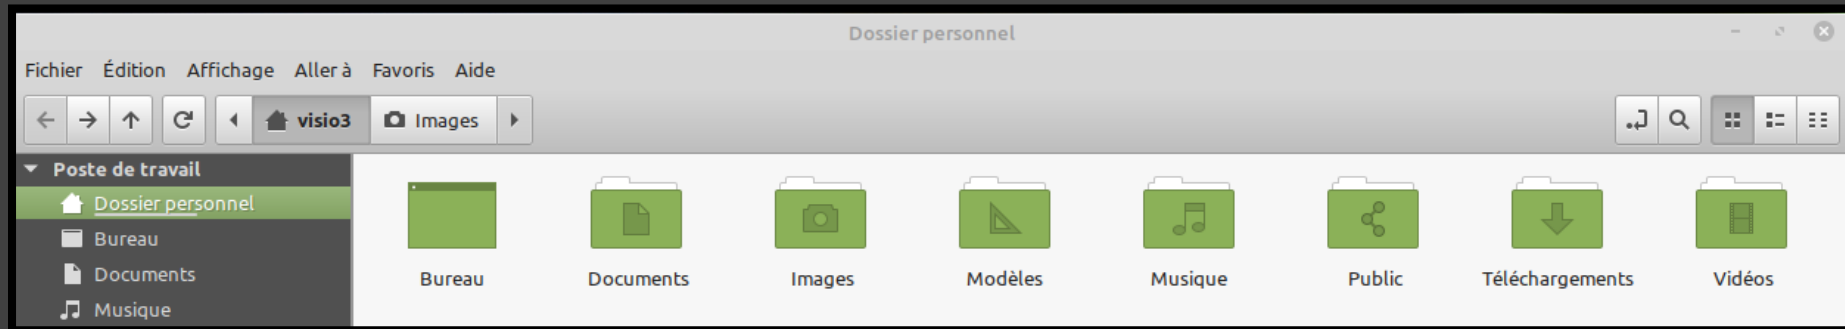 Dossier personnel
Fichier Édition Affichage Aller à Favoris Aide
visio3 Images
Poste de travail
Dossier personnel
Bureau
Documents
Musique
Bureau Documents Images Modèles Musique Public Téléchargements Vidéos